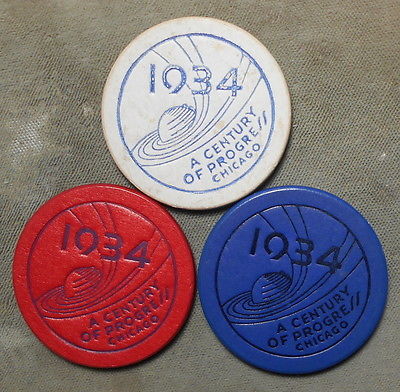 1934
A CENTURY
OF PROGRESS
CHICAGO
1934
A CENTURY
OF PROGRESS
CHICAGO
1934
A CENTURY
OF PROGRESS
CHICAGO